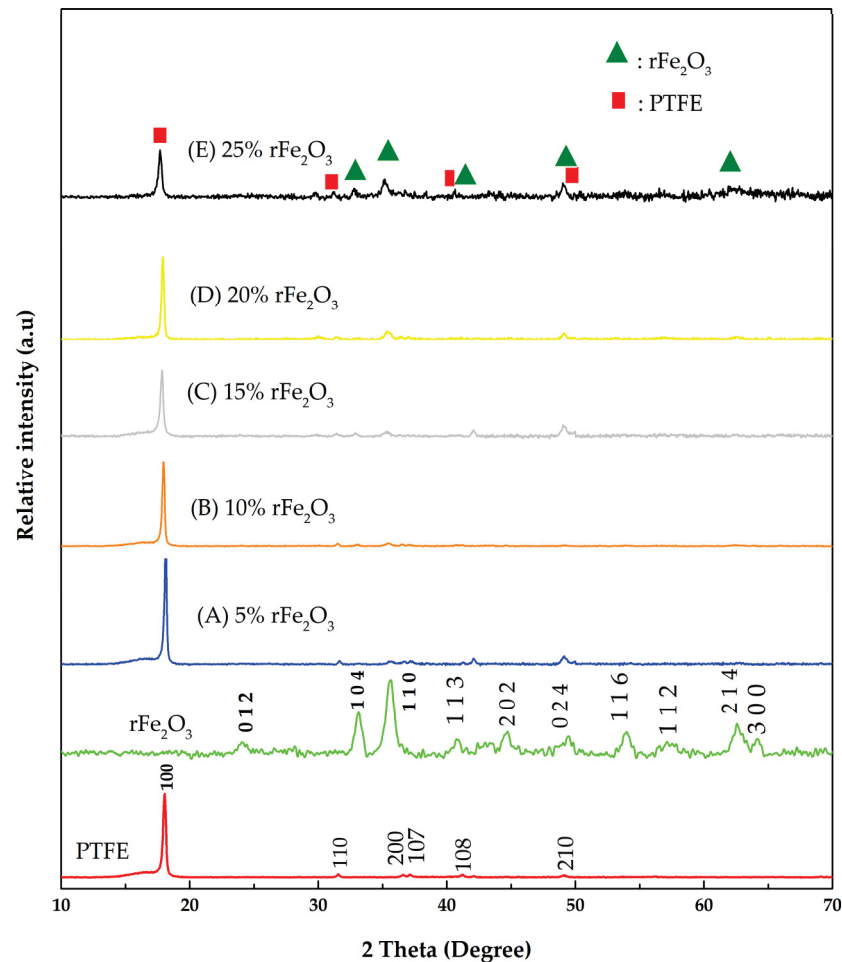 : rFe₂O₃
: PTFE
(E) 25% rFe₂O₃
(D) 20% rFe₂O₃
(C) 15% rFe₂O₃
(B) 10% rFe₂O₃
(A) 5% rFe₂O₃
rFe₂O₃
0 1 2
1 0 4
1 1 0
1 1 3
2 0 2
0 2 4
1 1 6
1 1 2
2 1 4
3 0 0
PTFE
100
110
200
107
108
210
10 20 30 40 50 60 70
2 Theta (Degree)
Relative intensity (a.u)